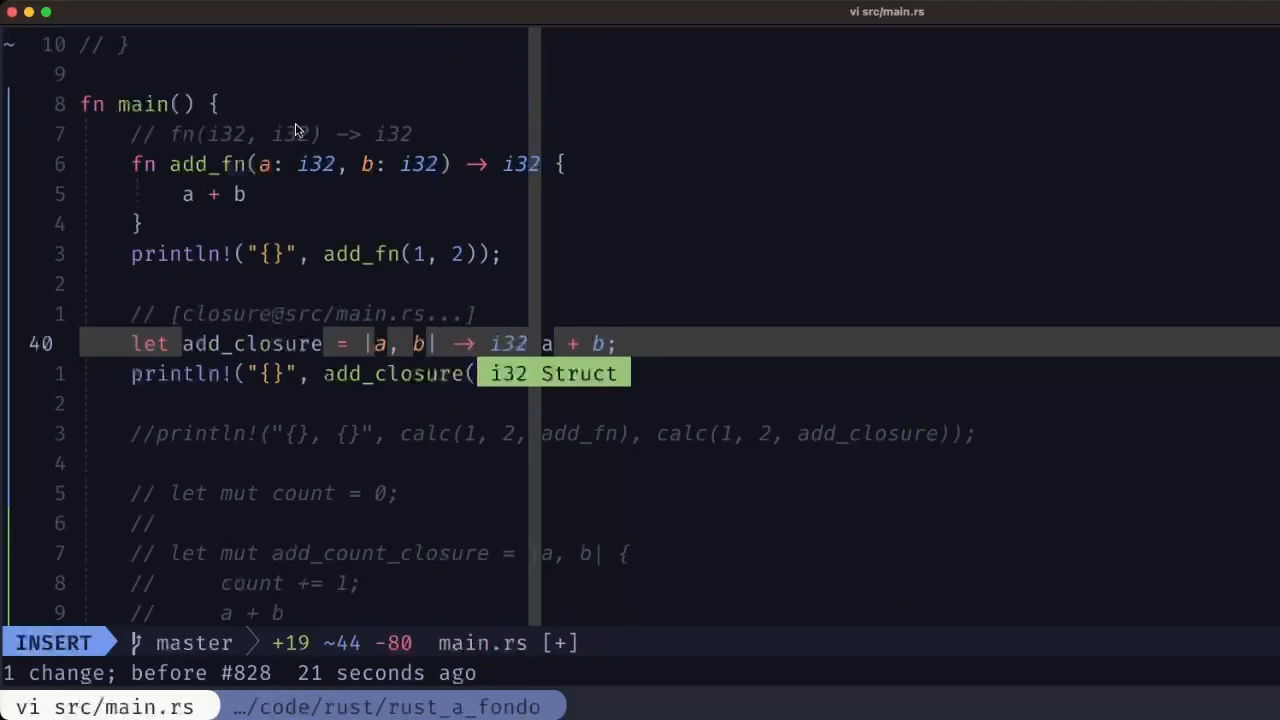 vi src/main.rs
~ 10 // }
9
8 fn main() {
7 // fn(i32, i32) -> i32
6 fn add_fn(a: i32, b: i32) -> i32 {
5 a + b
4 }
3 println!("{}", add_fn(1, 2));
2
1 // [closure@src/main.rs...]
40 let add_closure = |a, b| -> i32 a + b;
1 println!("{}", add_closure( i32 Struct
2
3 //println!("{}, {}", calc(1, 2, add_fn), calc(1, 2, add_closure));
4
5 // let mut count = 0;
6 //
7 // let mut add_count_closure = |a, b| {
8 // count += 1;
9 // a + b
INSERT master +19 ~44 -80 main.rs [+]
1 change; before #828 21 seconds ago
vi src/main.rs …/code/rust/rust_a_fondo